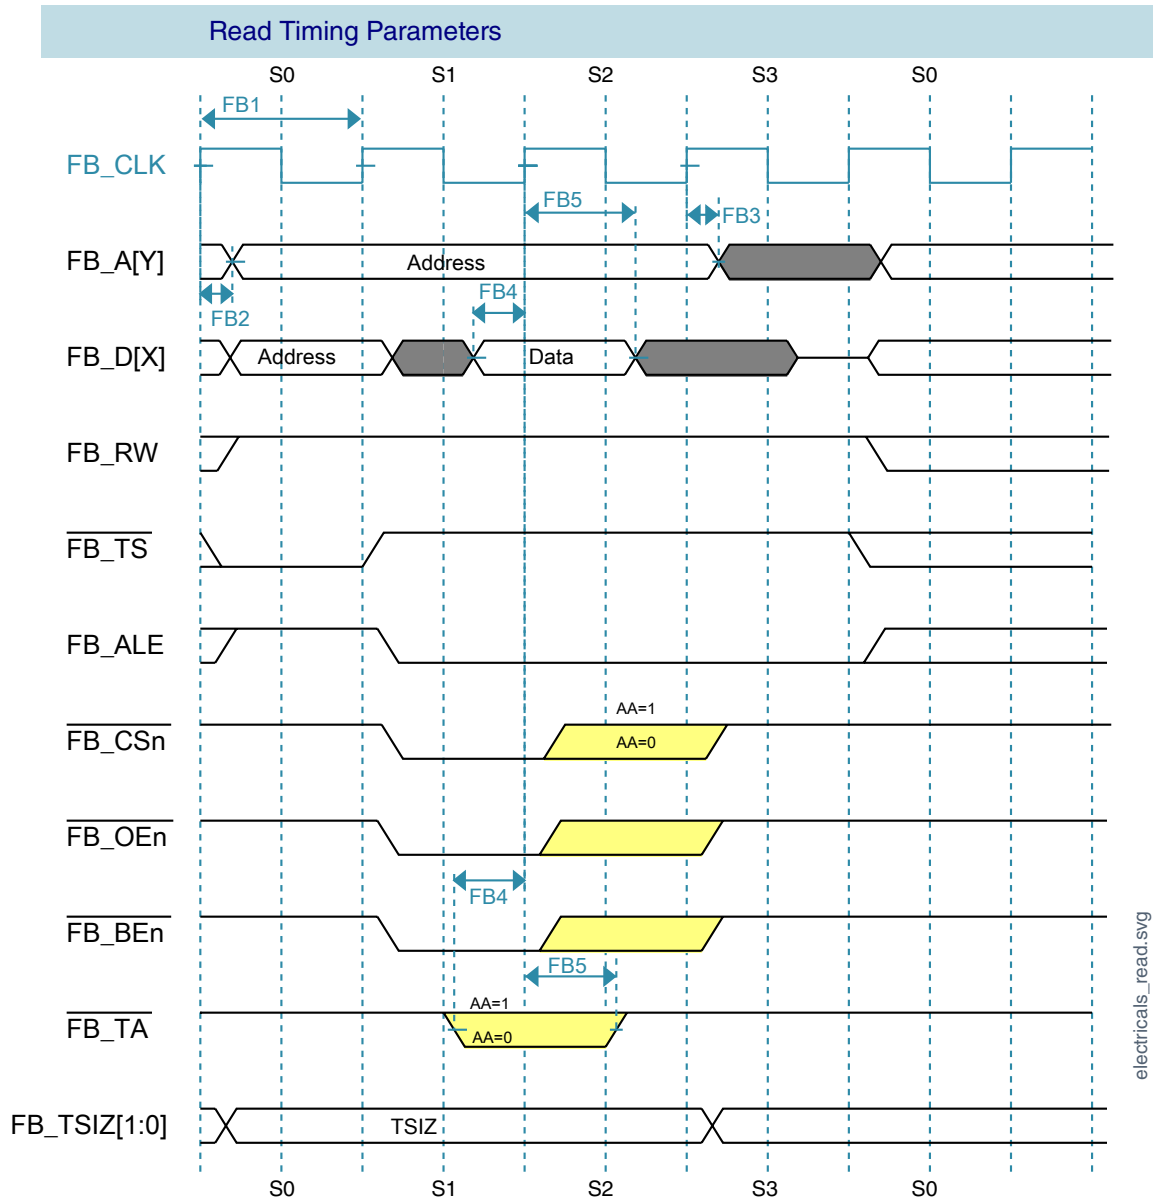 Read Timing Parameters
S0 S1 S2 S3 S0
FB1
FB_CLK
FB5
FB3
FB_A[Y]
Address
FB4
FB2
FB_D[X]
Address
Data
FB_RW
FB_TS
FB_ALE
AA=1
FB_CSn
AA=0
FB_OEn
FB4
FB_BEn
FB5
AA=1
FB_TA
AA=0
FB_TSIZ[1:0]
TSIZ
S0 S1 S2 S3 S0
electricals_read.svg